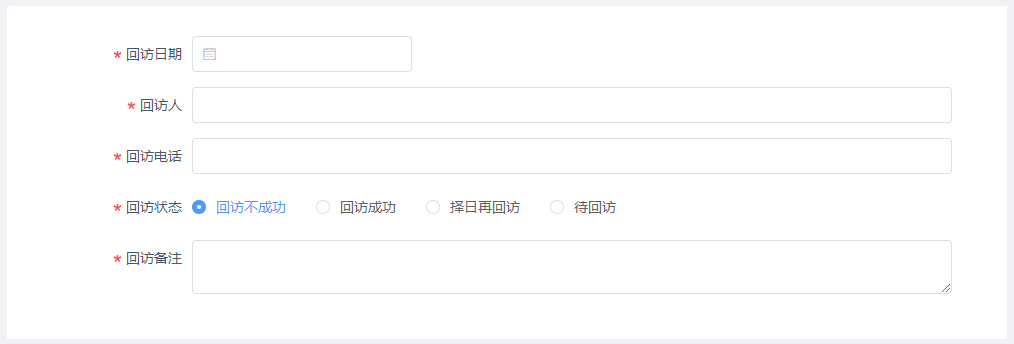 * 回访日期
* 回访人
* 回访电话
* 回访状态 回访不成功 回访成功 择日再回访 待回访
* 回访备注